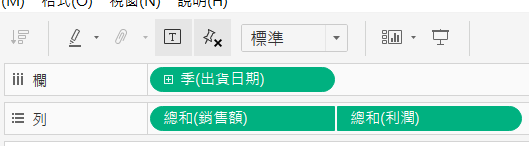 (M) 格式(O) 視窗(N) 說明(H)
T 標準
欄 季(出貨日期)
列 總和(銷售額) 總和(利潤)